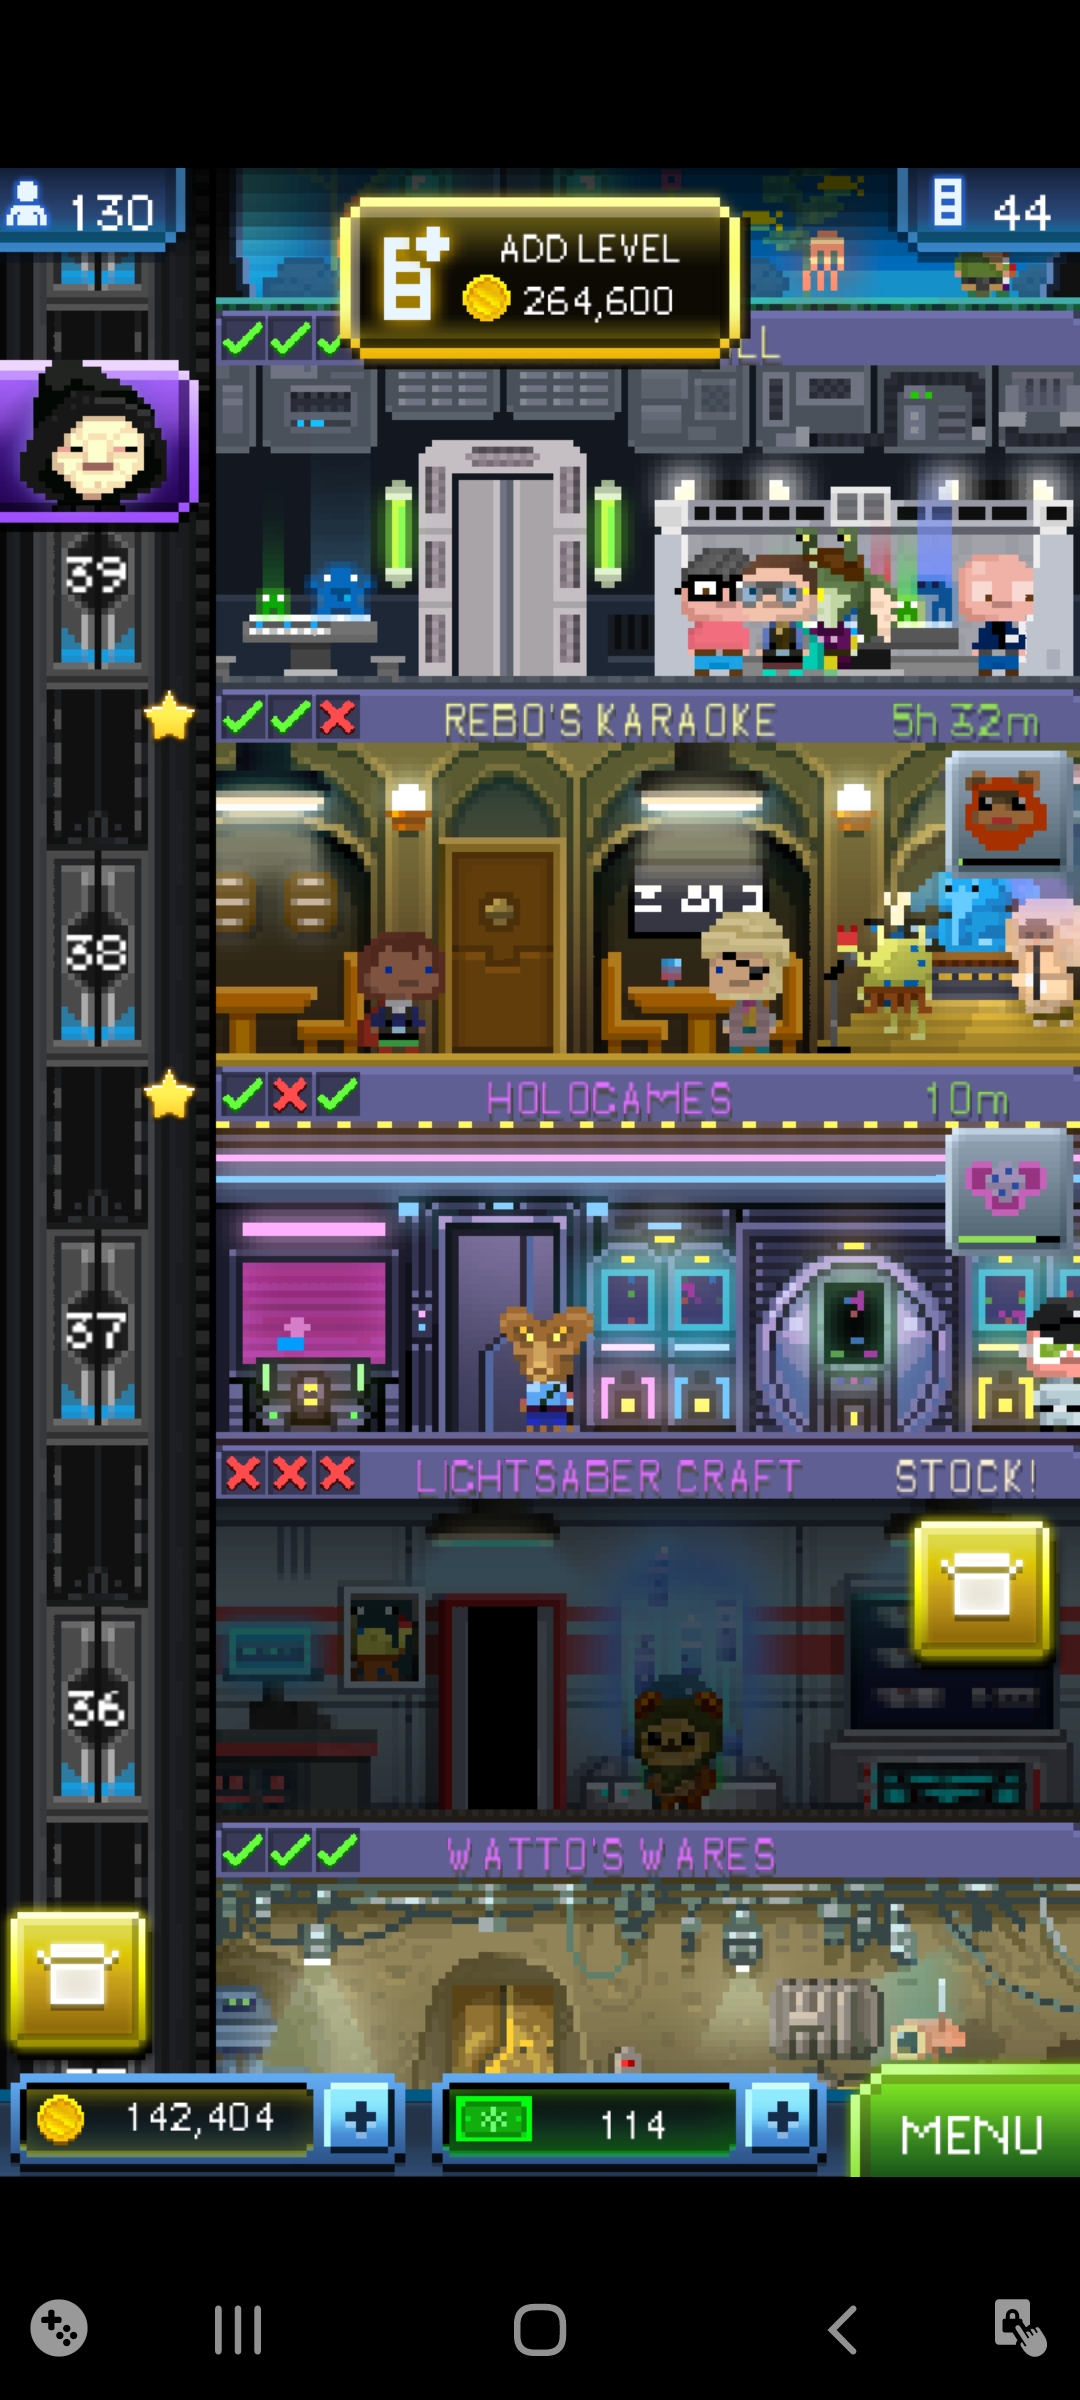 130
44
ADD LEVEL
264,600
LL
39
REBO'S KARAOKE
5h 32m
38
HOLOGAMES
10m
37
LIGHTSABER CRAFT
STOCK!
36
WATTO'S WARES
142,404
114
MENU